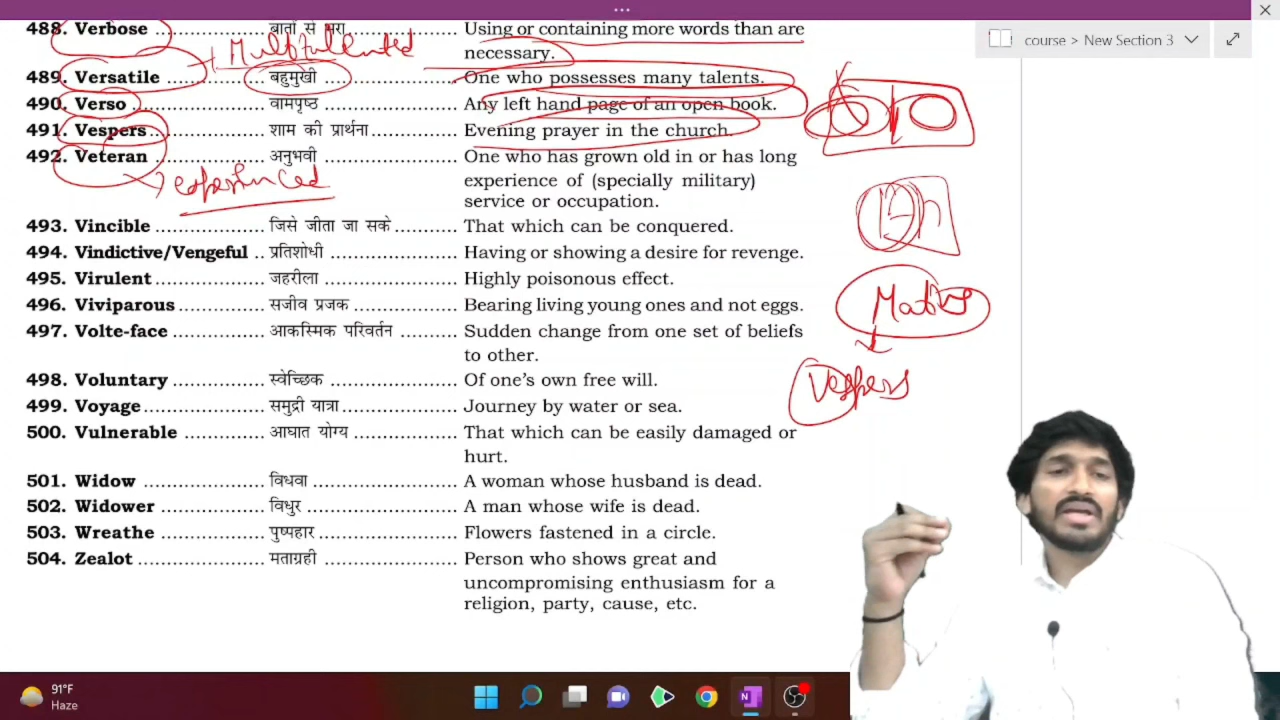 488. Verbose .......... बातों से भरा .......... Using or containing more words than are
necessary.
+ Multitalented
489. Versatile .......... बहुमुखी .................... One who possesses many talents.
490. Verso .................. वामपृष्ठ .................... Any left hand page of an open book.
491. Vespers .............. शाम की प्रार्थना............... Evening prayer in the church.
492. Veteran .............. अनुभवी ..................... One who has grown old in or has long
experience of (specially military)
service or occupation.
→ experienced
493. Vincible ................ जिसे जीता जा सके ........... That which can be conquered.
494. Vindictive/Vengeful .. प्रतिशोधी ..................... Having or showing a desire for revenge.
495. Virulent ................ जहरीला ...................... Highly poisonous effect.
496. Viviparous ............ सजीव प्रजक .................. Bearing living young ones and not eggs.
497. Volte-face ............. आकस्मिक परिवर्तन .......... Sudden change from one set of beliefs
to other.
498. Voluntary ............. स्वेच्छिक ..................... Of one's own free will.
499. Voyage.................. समुद्री यात्रा................... Journey by water or sea.
500. Vulnerable ............ आघात योग्य .................. That which can be easily damaged or
hurt.
501. Widow .................. विधवा ....................... A woman whose husband is dead.
502. Widower ............... विधुर ......................... A man whose wife is dead.
503. Wreathe ................ पुष्पहार ...................... Flowers fastened in a circle.
504. Zealot ................... मताग्रही ...................... Person who shows great and
uncompromising enthusiasm for a
religion, party, cause, etc.
course > New Section 3
Vespers
91°F
Haze